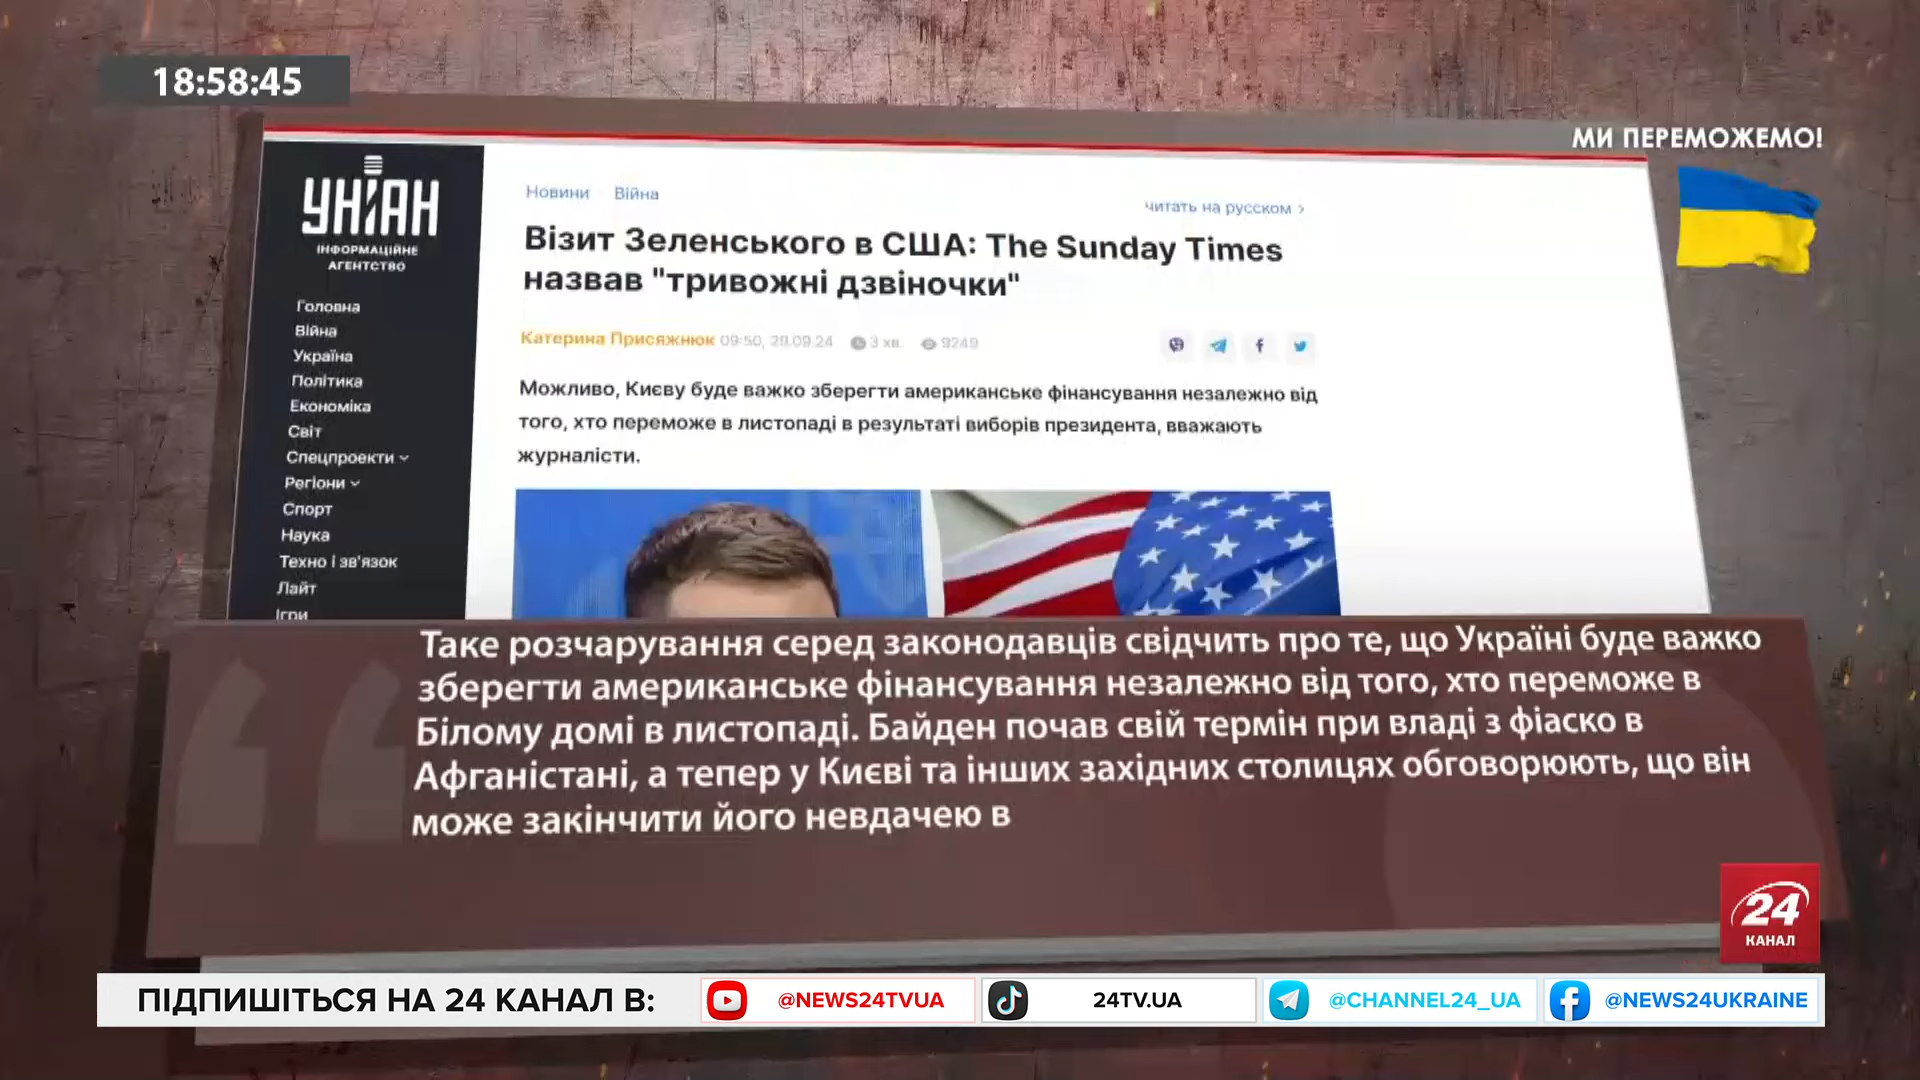 18:58:45
МИ ПЕРЕМОЖЕМО!
УНІАН
ІНФОРМАЦІЙНЕ
АГЕНТСТВО
Головна
Війна
Україна
Політика
Економіка
Світ
Спецпроекти
Регіони
Спорт
Наука
Техно і зв'язок
Лайт
Ігри
Новини Війна
читать на русском >
Візит Зеленського в США: The Sunday Times
назвав "тривожні дзвіночки"
Катерина Присяжнюк 09:50, 29.09.24 3 хв. 9249
Можливо, Києву буде важко зберегти американське фінансування незалежно від
того, хто переможе в листопаді в результаті виборів президента, вважають
журналісти.
Таке розчарування серед законодавців свідчить про те, що Україні буде важко
зберегти американське фінансування незалежно від того, хто переможе в
Білому домі в листопаді. Байден почав свій термін при владі з фіаско в
Афганістані, а тепер у Києві та інших західних столицях обговорюють, що він
може закінчити його невдачею в
24
КАНАЛ
ПІДПИШІТЬСЯ НА 24 КАНАЛ В: @NEWS24TVUA 24TV.UA @CHANNEL24_UA @NEWS24UKRAINE